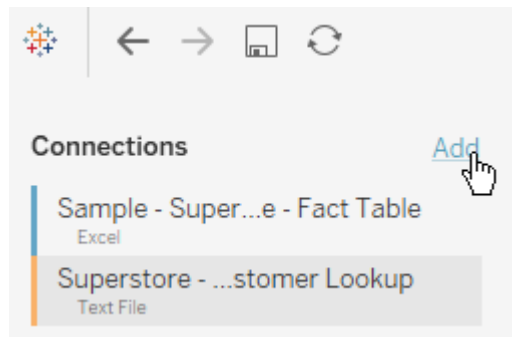 Connections
Add
Sample - Super...e - Fact Table
Excel
Superstore - ...stomer Lookup
Text File